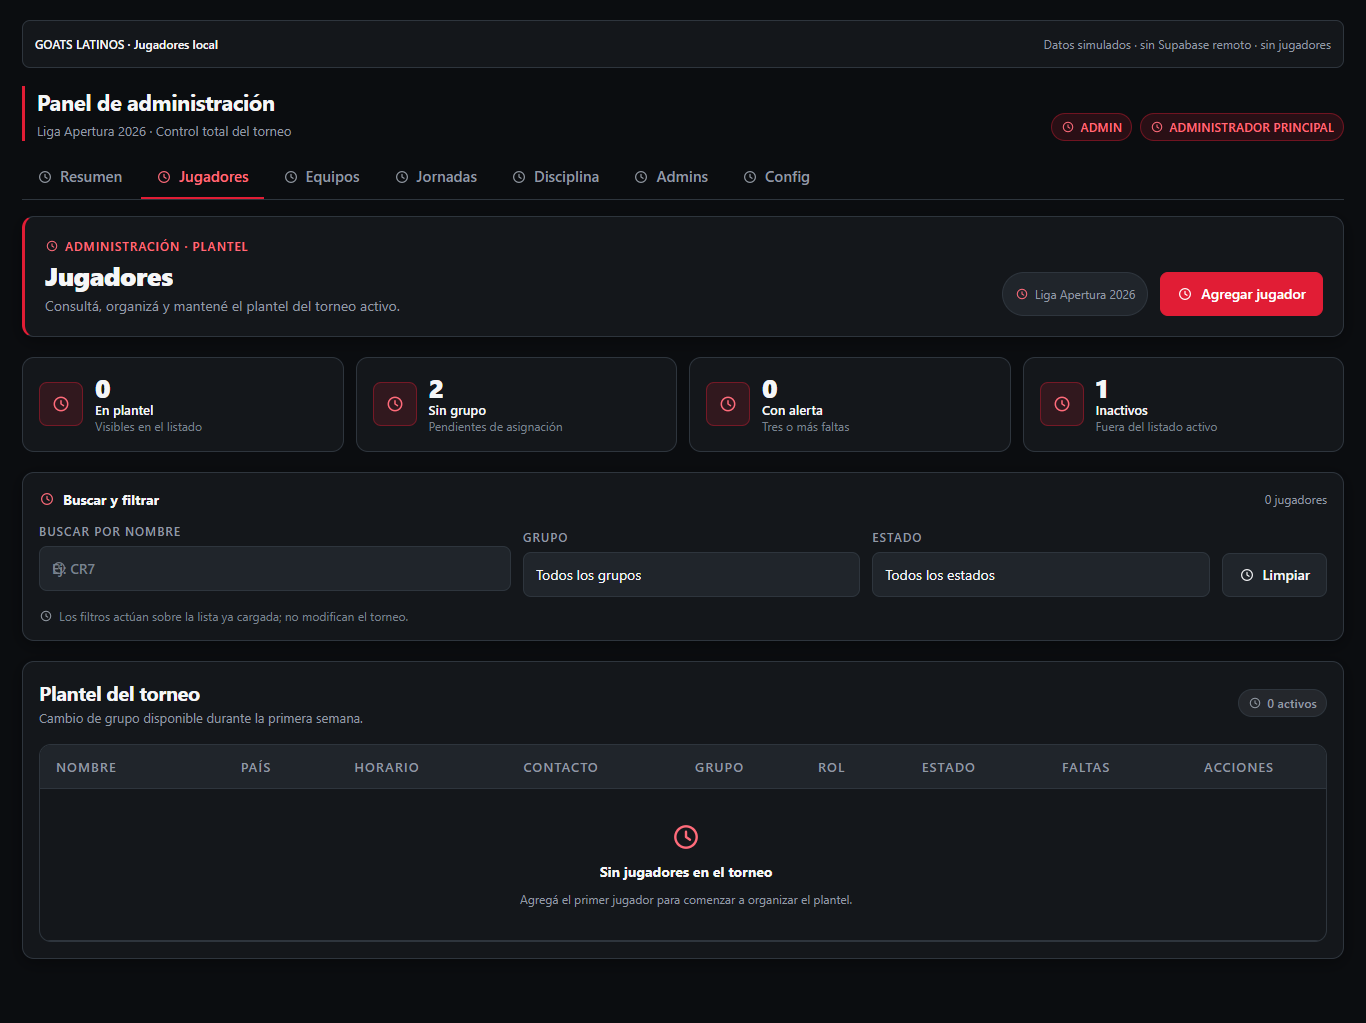 GOATS LATINOS · Jugadores local
Datos simulados · sin Supabase remoto · sin jugadores
Panel de administración
Liga Apertura 2026 · Control total del torneo
ADMIN
ADMINISTRADOR PRINCIPAL
Resumen
Jugadores
Equipos
Jornadas
Disciplina
Admins
Config
ADMINISTRACIÓN · PLANTEL
Jugadores
Consultá, organizá y mantené el plantel del torneo activo.
Liga Apertura 2026
Agregar jugador
0
En plantel
Visibles en el listado
2
Sin grupo
Pendientes de asignación
0
Con alerta
Tres o más faltas
1
Inactivos
Fuera del listado activo
Buscar y filtrar
0 jugadores
BUSCAR POR NOMBRE
Ej. CR7
GRUPO
Todos los grupos
ESTADO
Todos los estados
Limpiar
Los filtros actúan sobre la lista ya cargada; no modifican el torneo.
Plantel del torneo
Cambio de grupo disponible durante la primera semana.
0 activos
NOMBRE
PAÍS
HORARIO
CONTACTO
GRUPO
ROL
ESTADO
FALTAS
ACCIONES
Sin jugadores en el torneo
Agregá el primer jugador para comenzar a organizar el plantel.